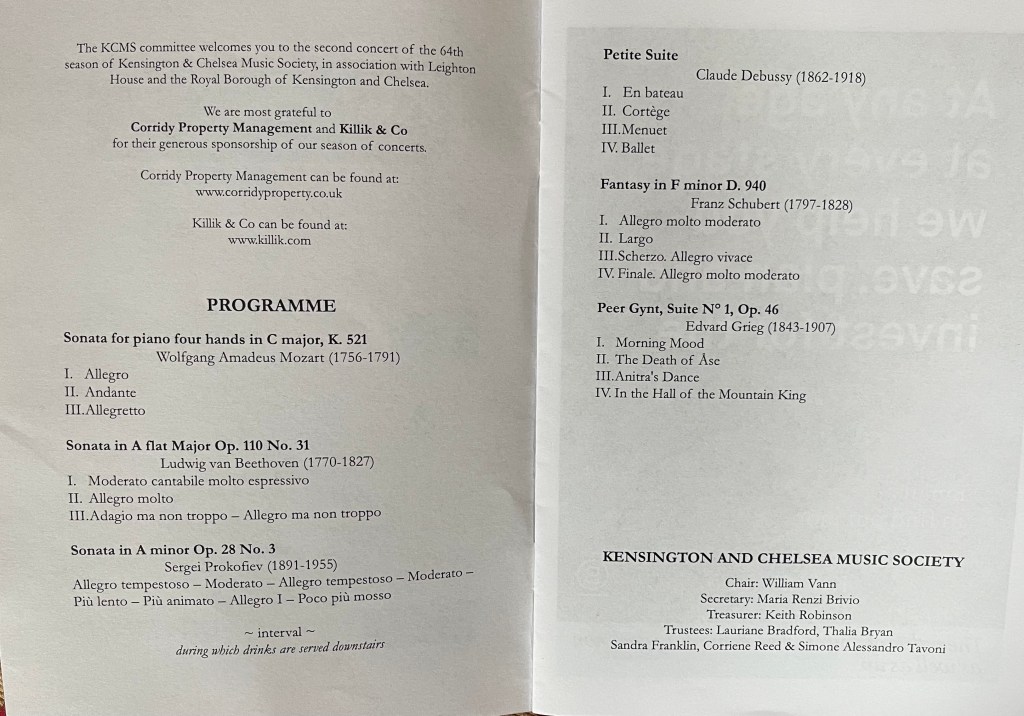 The KCMS committee welcomes you to the second concert of the 64th
season of Kensington & Chelsea Music Society, in association with Leighton
House and the Royal Borough of Kensington and Chelsea.
We are most grateful to
Corridy Property Management and Killik & Co
for their generous sponsorship of our season of concerts.
Corridy Property Management can be found at:
www.corridyproperty.co.uk
Killik & Co can be found at:
www.killik.com
PROGRAMME
Sonata for piano four hands in C major, K. 521
Wolfgang Amadeus Mozart (1756-1791)
I. Allegro
II. Andante
III.Allegretto
Sonata in A flat Major Op. 110 No. 31
Ludwig van Beethoven (1770-1827)
I. Moderato cantabile molto espressivo
II. Allegro molto
III.Adagio ma non troppo – Allegro ma non troppo
Sonata in A minor Op. 28 No. 3
Sergei Prokofiev (1891-1955)
Allegro tempestoso – Moderato – Allegro tempestoso – Moderato –
Più lento – Più animato – Allegro I – Poco più mosso
~ interval ~
during which drinks are served downstairs
Petite Suite
Claude Debussy (1862-1918)
I. En bateau
II. Cortège
III.Menuet
IV. Ballet
Fantasy in F minor D. 940
Franz Schubert (1797-1828)
I. Allegro molto moderato
II. Largo
III.Scherzo. Allegro vivace
IV. Finale. Allegro molto moderato
Peer Gynt, Suite N° 1, Op. 46
Edvard Grieg (1843-1907)
I. Morning Mood
II. The Death of Åse
III.Anitra's Dance
IV. In the Hall of the Mountain King
KENSINGTON AND CHELSEA MUSIC SOCIETY
Chair: William Vann
Secretary: Maria Renzi Brivio
Treasurer: Keith Robinson
Trustees: Lauriane Bradford, Thalia Bryan
Sandra Franklin, Corriene Reed & Simone Alessandro Tavoni